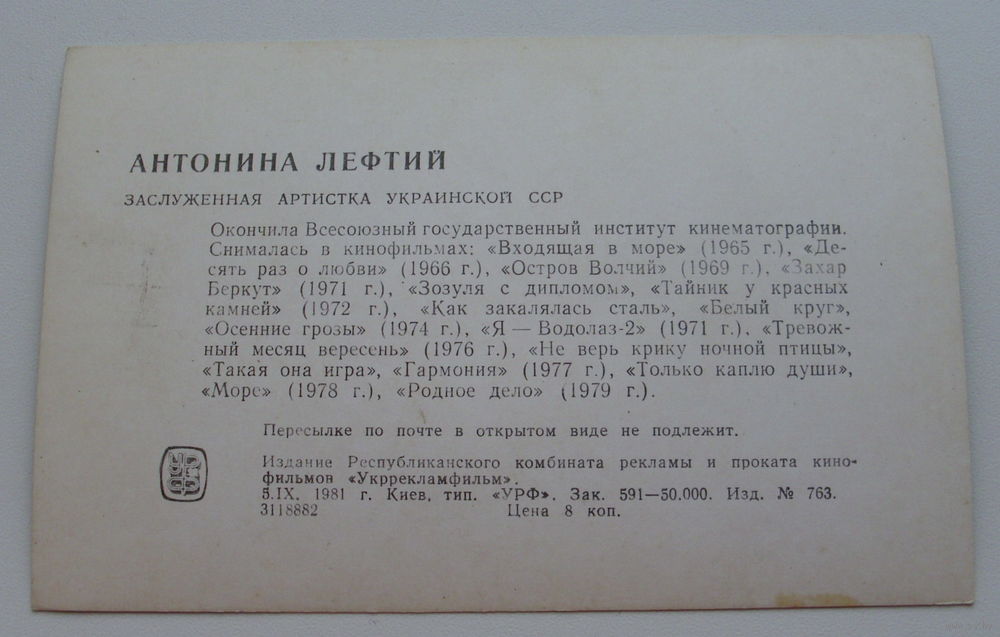 АНТОНИНА ЛЕФТИЙ
ЗАСЛУЖЕННАЯ АРТИСТКА УКРАИНСКОЙ ССР
Окончила Всесоюзный государственный институт кинематографии.
Снималась в кинофильмах: «Входящая в море» (1965 г.), «Де-
сять раз о любви» (1966 г.), «Остров Волчий» (1969 г.), «Захар
Беркут» (1971 г.), «Зозуля с дипломом», «Тайник у красных
камней» (1972 г.), «Как закалялась сталь», «Белый круг»,
«Осенние грозы» (1974 г.), «Я — Водолаз-2» (1971 г.), «Тревож-
ный месяц вересень» (1976 г.), «Не верь крику ночной птицы»,
«Такая она игра», «Гармония» (1977 г.), «Только каплю души»,
«Море» (1978 г.), «Родное дело» (1979 г.).
Пересылке по почте в открытом виде не подлежит.
Издание Республиканского комбината рекламы и проката кино-
фильмов «Укррекламфильм».
5.IX. 1981 г. Киев, тип. «УРФ». Зак. 591—50.000. Изд. № 763.
3118882 Цена 8 коп.